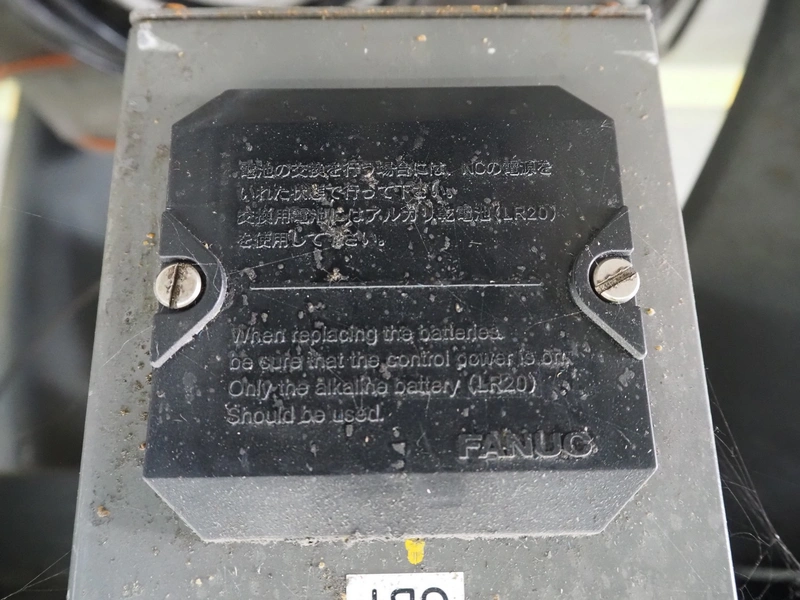 電池の交換を行う場合には、NCの電源を
いれた状態で行って下さい。
交換用電池にはアルカリ乾電池(LR20)
を使用して下さい。
When replacing the batteries
be sure that the control power is on.
Only the alkaline battery (LR20)
Should be used.
FANUC